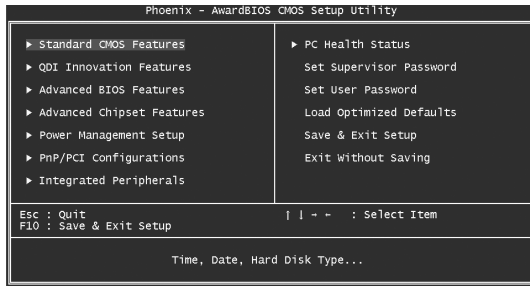 Phoenix - AwardBIOS CMOS Setup Utility
▶ Standard CMOS Features
▶ QDI Innovation Features
▶ Advanced BIOS Features
▶ Advanced Chipset Features
▶ Power Management Setup
▶ PnP/PCI Configurations
▶ Integrated Peripherals
▶ PC Health Status
Set Supervisor Password
Set User Password
Load Optimized Defaults
Save & Exit Setup
Exit Without Saving
Esc : Quit
F10 : Save & Exit Setup
↑ ↓ → ← : Select Item
Time, Date, Hard Disk Type...